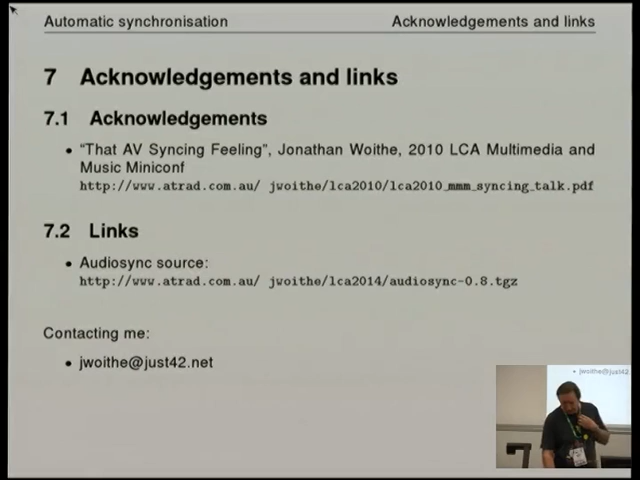 Automatic synchronisation Acknowledgements and links
7 Acknowledgements and links
7.1 Acknowledgements
• “That AV Syncing Feeling”, Jonathan Woithe, 2010 LCA Multimedia and
Music Miniconf
http://www.atrad.com.au/ jwoithe/lca2010/lca2010_mmm_syncing_talk.pdf
7.2 Links
• Audiosync source:
http://www.atrad.com.au/ jwoithe/lca2014/audiosync-0.8.tgz
Contacting me:
• jwoithe@just42.net
• jwoithe@just42